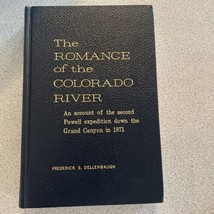 The
ROMANCE
of the
COLORADO
RIVER
An account of the second
Powell expedition down the
Grand Canyon in 1871
FREDERICK S. DELLENBAUGH